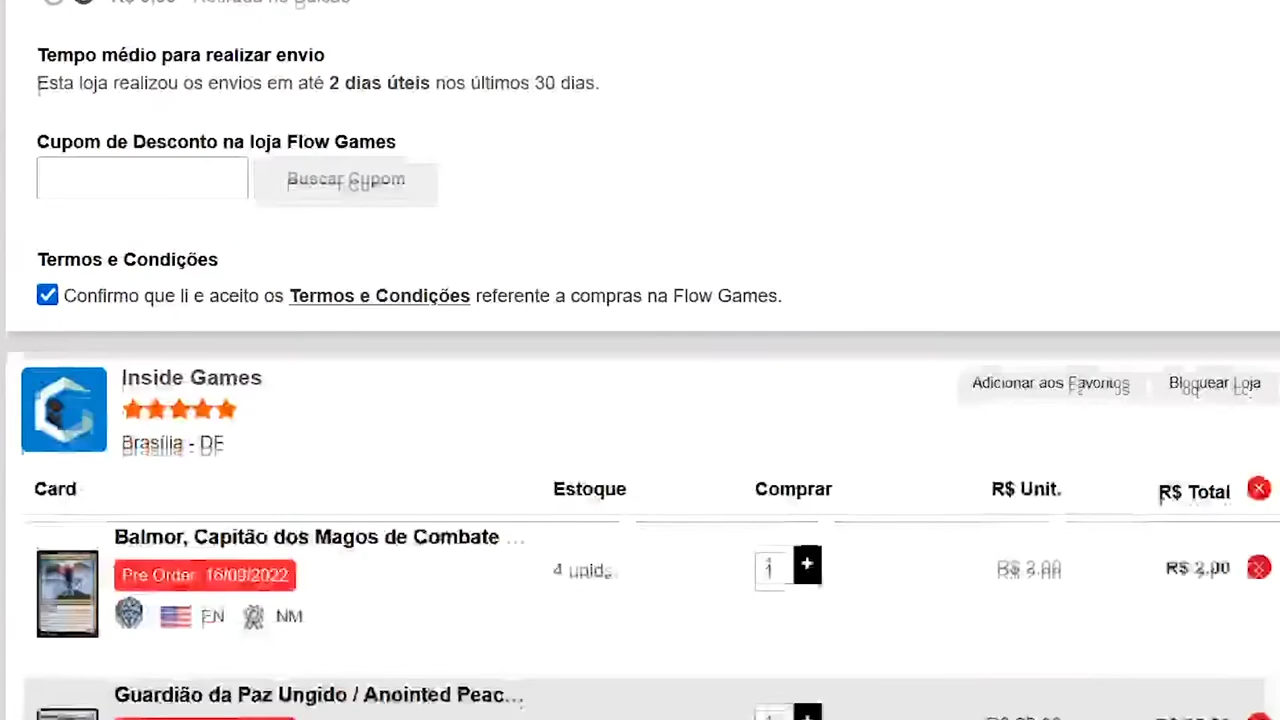 Tempo médio para realizar envio
Esta loja realizou os envios em até 2 dias úteis nos últimos 30 dias.
Cupom de Desconto na loja Flow Games
Buscar Cupom
Termos e Condições
Confirmo que li e aceito os Termos e Condições referente a compras na Flow Games.
Inside Games
Adicionar aos Favoritos Bloquear Loja
Brasília - DF
Card Estoque Comprar R$ Unit. R$ Total
Balmor, Capitão dos Magos de Combate ...
Pre Order 16/09/2022
4 unids. 1 + R$ 2,00 R$ 2,00
EN NM
Guardião da Paz Ungido / Anointed Peac...